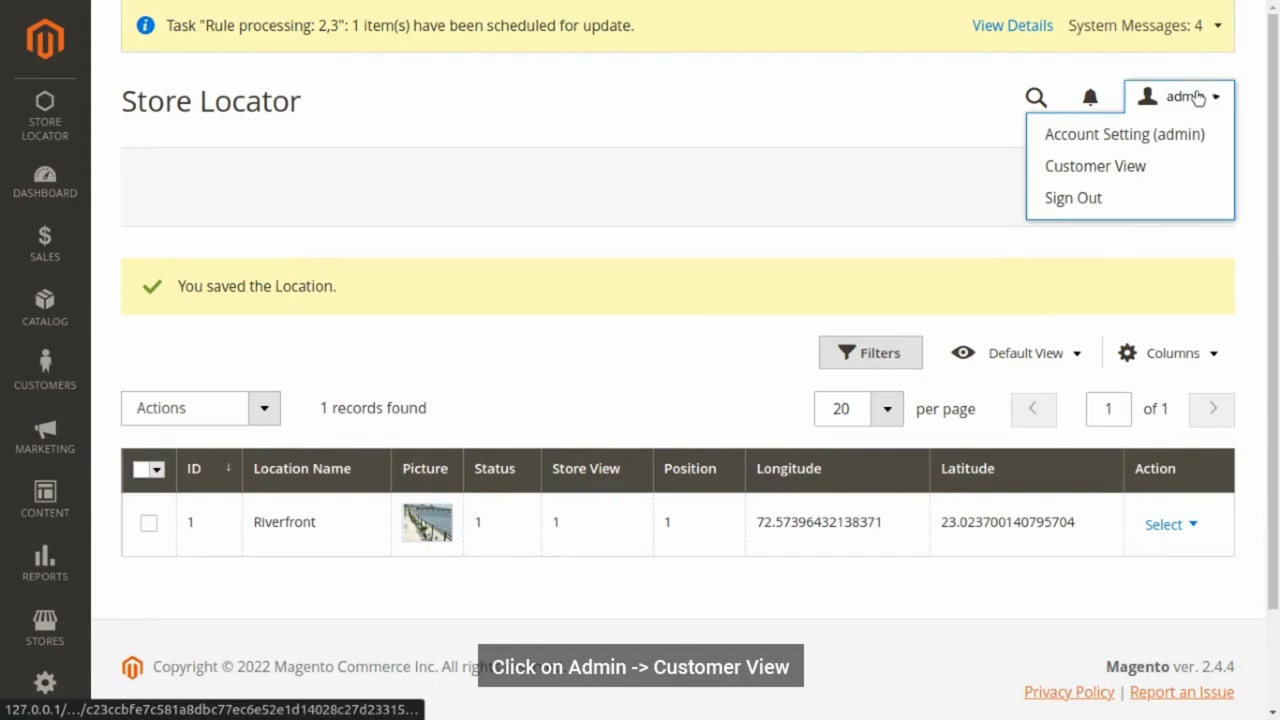 Task "Rule processing: 2,3": 1 item(s) have been scheduled for update. View Details System Messages: 4
Store Locator
admin
Account Setting (admin)
Customer View
Sign Out
STORE
LOCATOR
DASHBOARD
SALES
CATALOG
CUSTOMERS
MARKETING
CONTENT
REPORTS
STORES
You saved the Location.
Filters Default View Columns
Actions 1 records found 20 per page 1 of 1
ID Location Name Picture Status Store View Position Longitude Latitude Action
1 Riverfront 1 1 1 72.57396432138371 23.023700140795704 Select
Copyright © 2022 Magento Commerce Inc. All
Click on Admin -> Customer View
Magento ver. 2.4.4
Privacy Policy | Report an Issue
127.0.0.1/.../c23ccbfe7c581a8dbc77ec6e52e1d14028c27d23315...